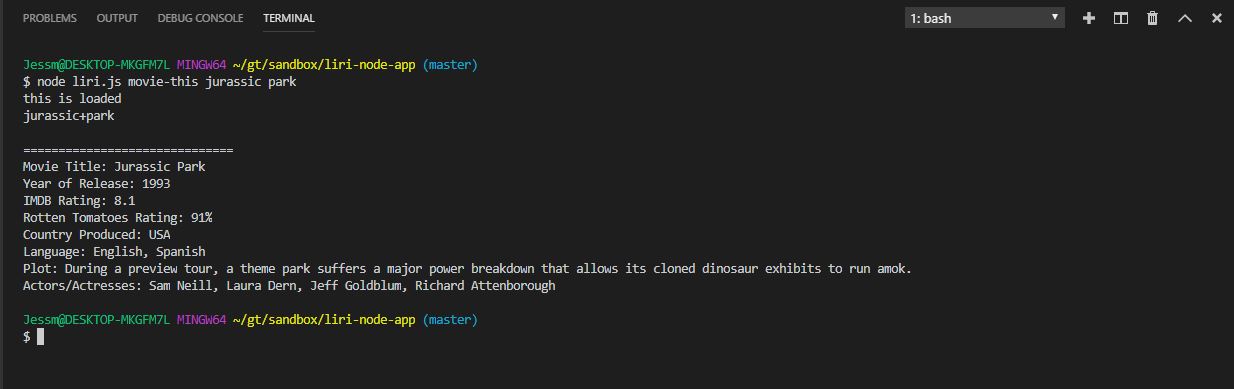 PROBLEMS OUTPUT DEBUG CONSOLE TERMINAL 1: bash
Jessm@DESKTOP-MKGFM7L MINGW64 ~/gt/sandbox/liri-node-app (master)
$ node liri.js movie-this jurassic park
this is loaded
jurassic+park
==============================
Movie Title: Jurassic Park
Year of Release: 1993
IMDB Rating: 8.1
Rotten Tomatoes Rating: 91%
Country Produced: USA
Language: English, Spanish
Plot: During a preview tour, a theme park suffers a major power breakdown that allows its cloned dinosaur exhibits to run amok.
Actors/Actresses: Sam Neill, Laura Dern, Jeff Goldblum, Richard Attenborough
Jessm@DESKTOP-MKGFM7L MINGW64 ~/gt/sandbox/liri-node-app (master)
$